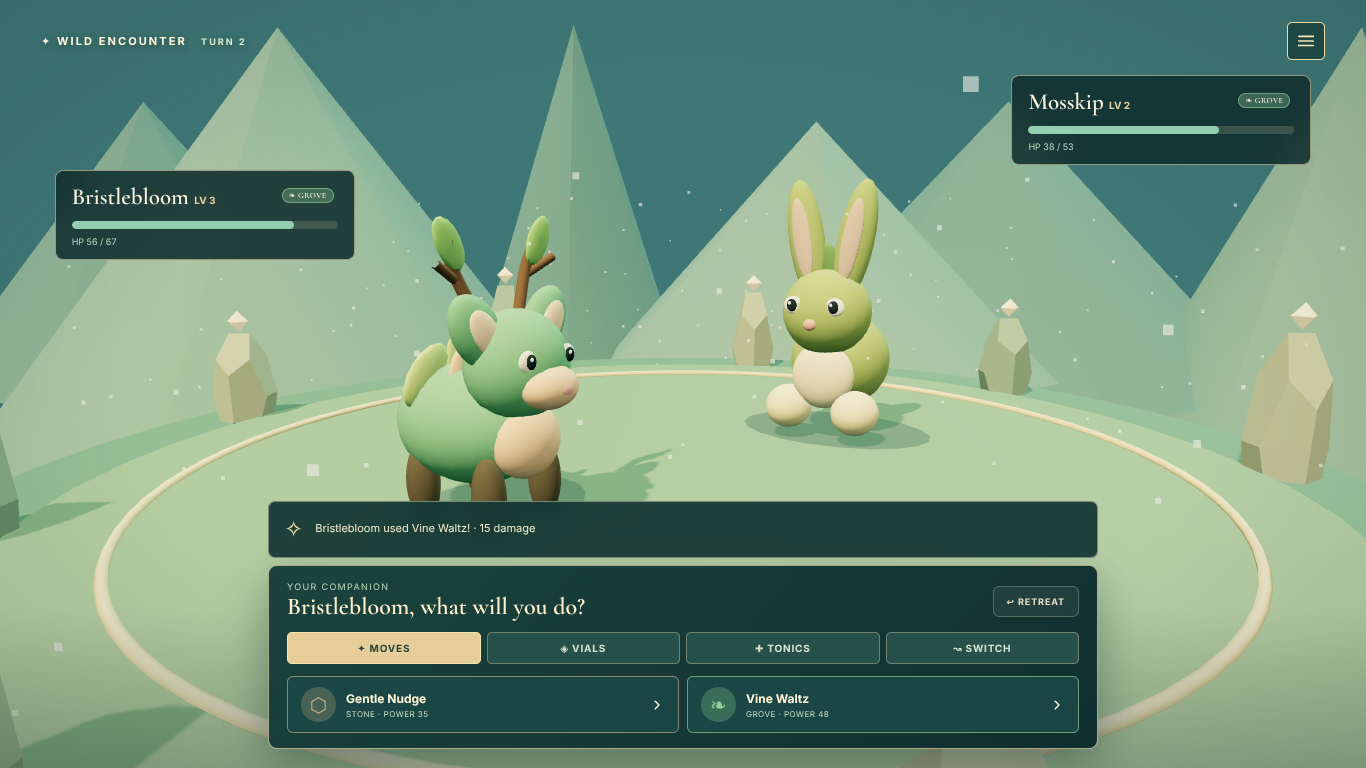 ✦ WILD ENCOUNTER TURN 2
Mosskip LV 2 ❧ GROVE
HP 38 / 53
Bristlebloom LV 3 ❧ GROVE
HP 56 / 67
Bristlebloom used Vine Waltz! · 15 damage
YOUR COMPANION
Bristlebloom, what will you do?
↩ RETREAT
✦ MOVES
◈ VIALS
✚ TONICS
↝ SWITCH
Gentle Nudge
STONE · POWER 35
Vine Waltz
GROVE · POWER 48